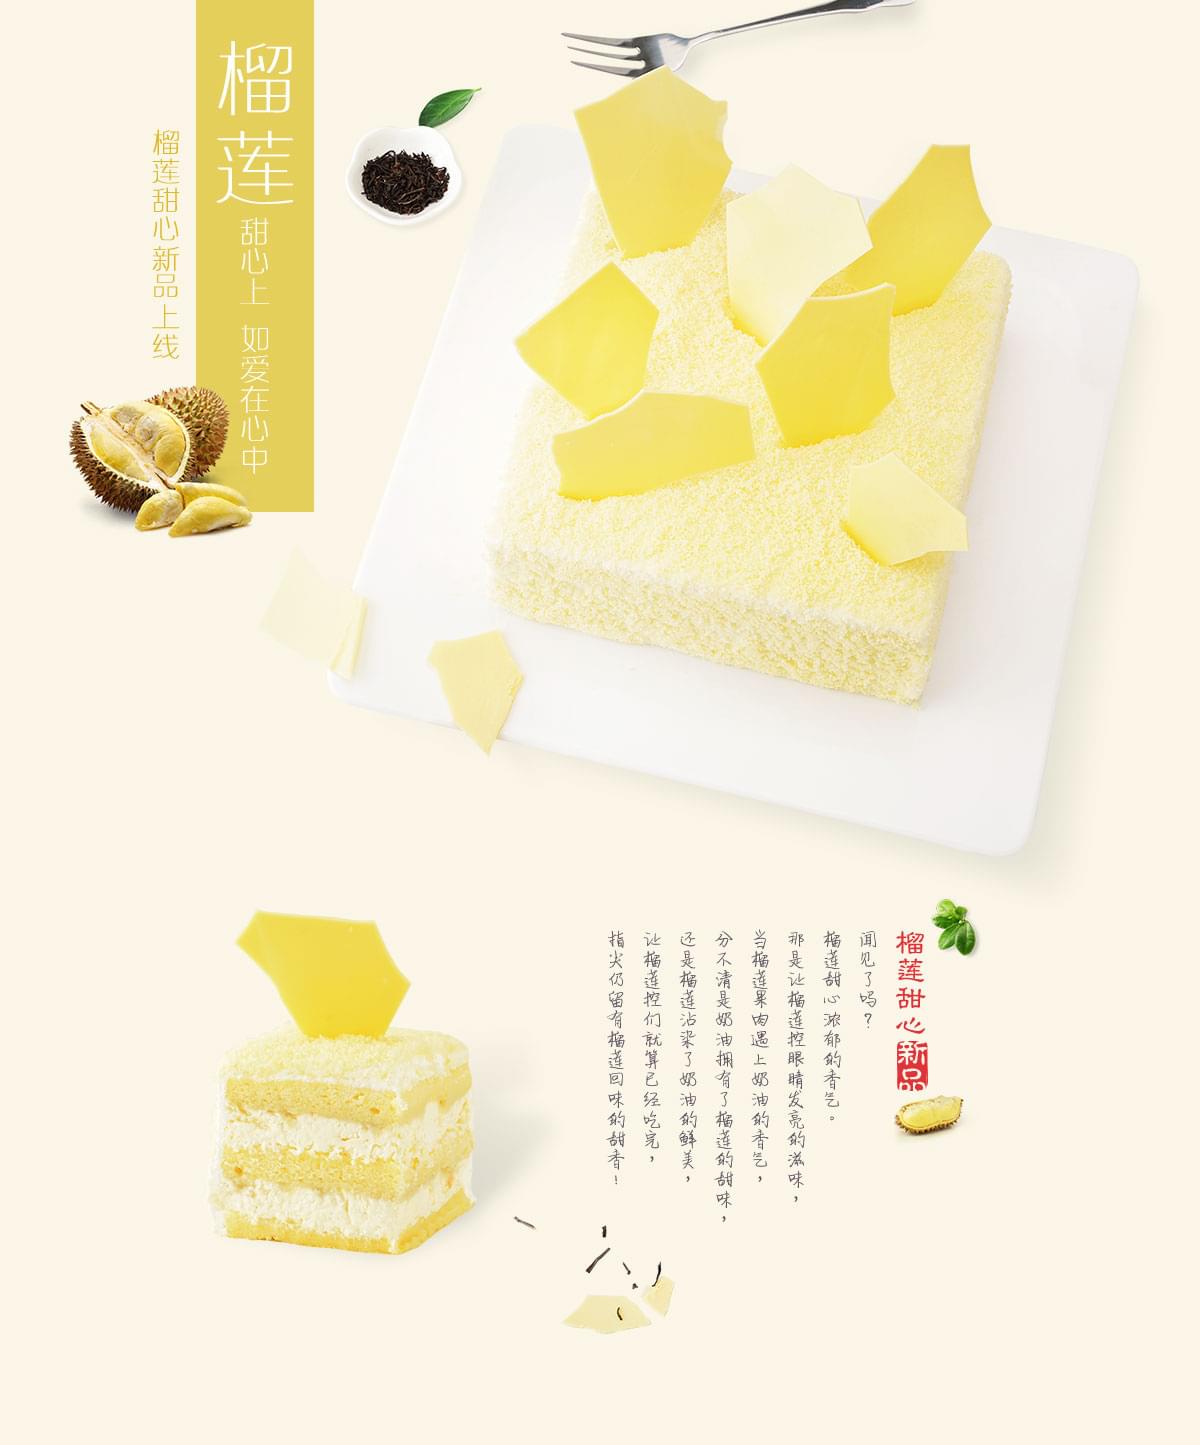 榴莲
甜心上 如爱在心中
榴莲甜心新品上线
榴莲甜心新品
闻见了吗？
榴莲甜心浓郁的香气。
那是让榴莲控眼睛发亮的滋味，
当榴莲果肉遇上奶油的香气，
分不清是奶油拥有了榴莲的甜味，
还是榴莲沾染了奶油的鲜美，
让榴莲控们就算已经吃完，
指尖仍留有榴莲回味的甜香！